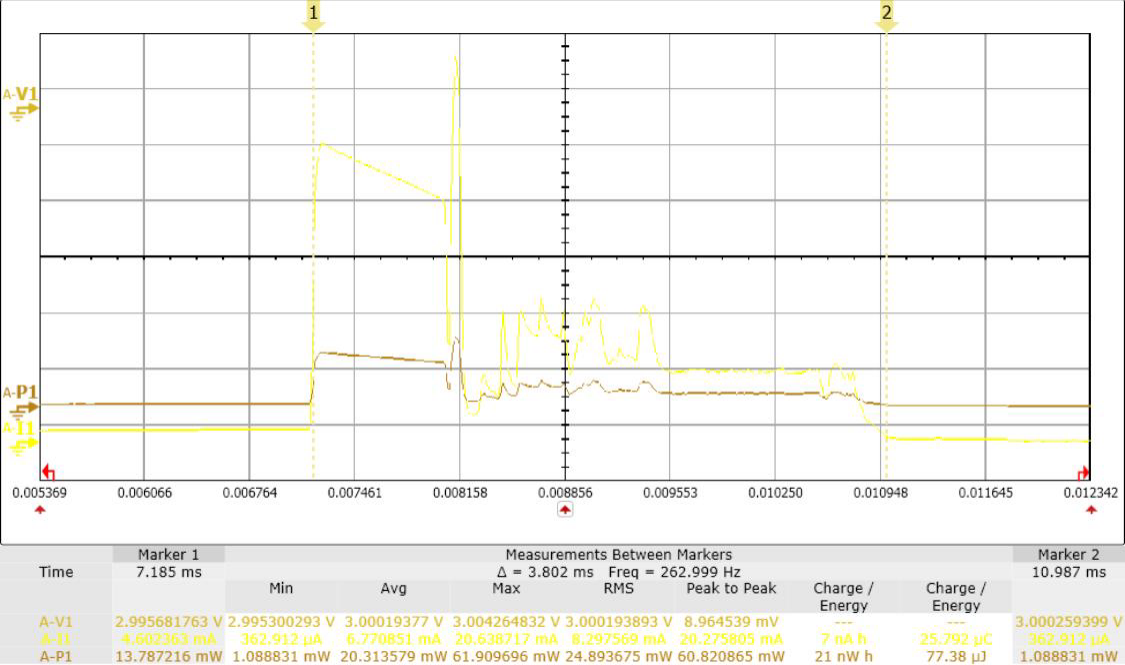 1 2
A-V1
A-P1
A-I1
0.005369 0.006066 0.006764 0.007461 0.008158 0.008856 0.009553 0.010250 0.010948 0.011645 0.012342
Marker 1 Measurements Between Markers Marker 2
Time 7.185 ms Δ = 3.802 ms Freq = 262.999 Hz 10.987 ms
Min Avg Max RMS Peak to Peak Charge / Charge /
Energy Energy
A-V1 2.995681763 V 2.995300293 V 3.00019377 V 3.004264832 V 3.000193893 V 8.964539 mV --- --- 3.000259399 V
A-I1 4.602363 mA 362.912 µA 6.770851 mA 20.638717 mA 8.297569 mA 20.275805 mA 7 nA h 25.792 µC 362.912 µA
A-P1 13.787216 mW 1.088831 mW 20.313579 mW 61.909696 mW 24.893675 mW 60.820865 mW 21 nW h 77.38 µJ 1.088831 mW